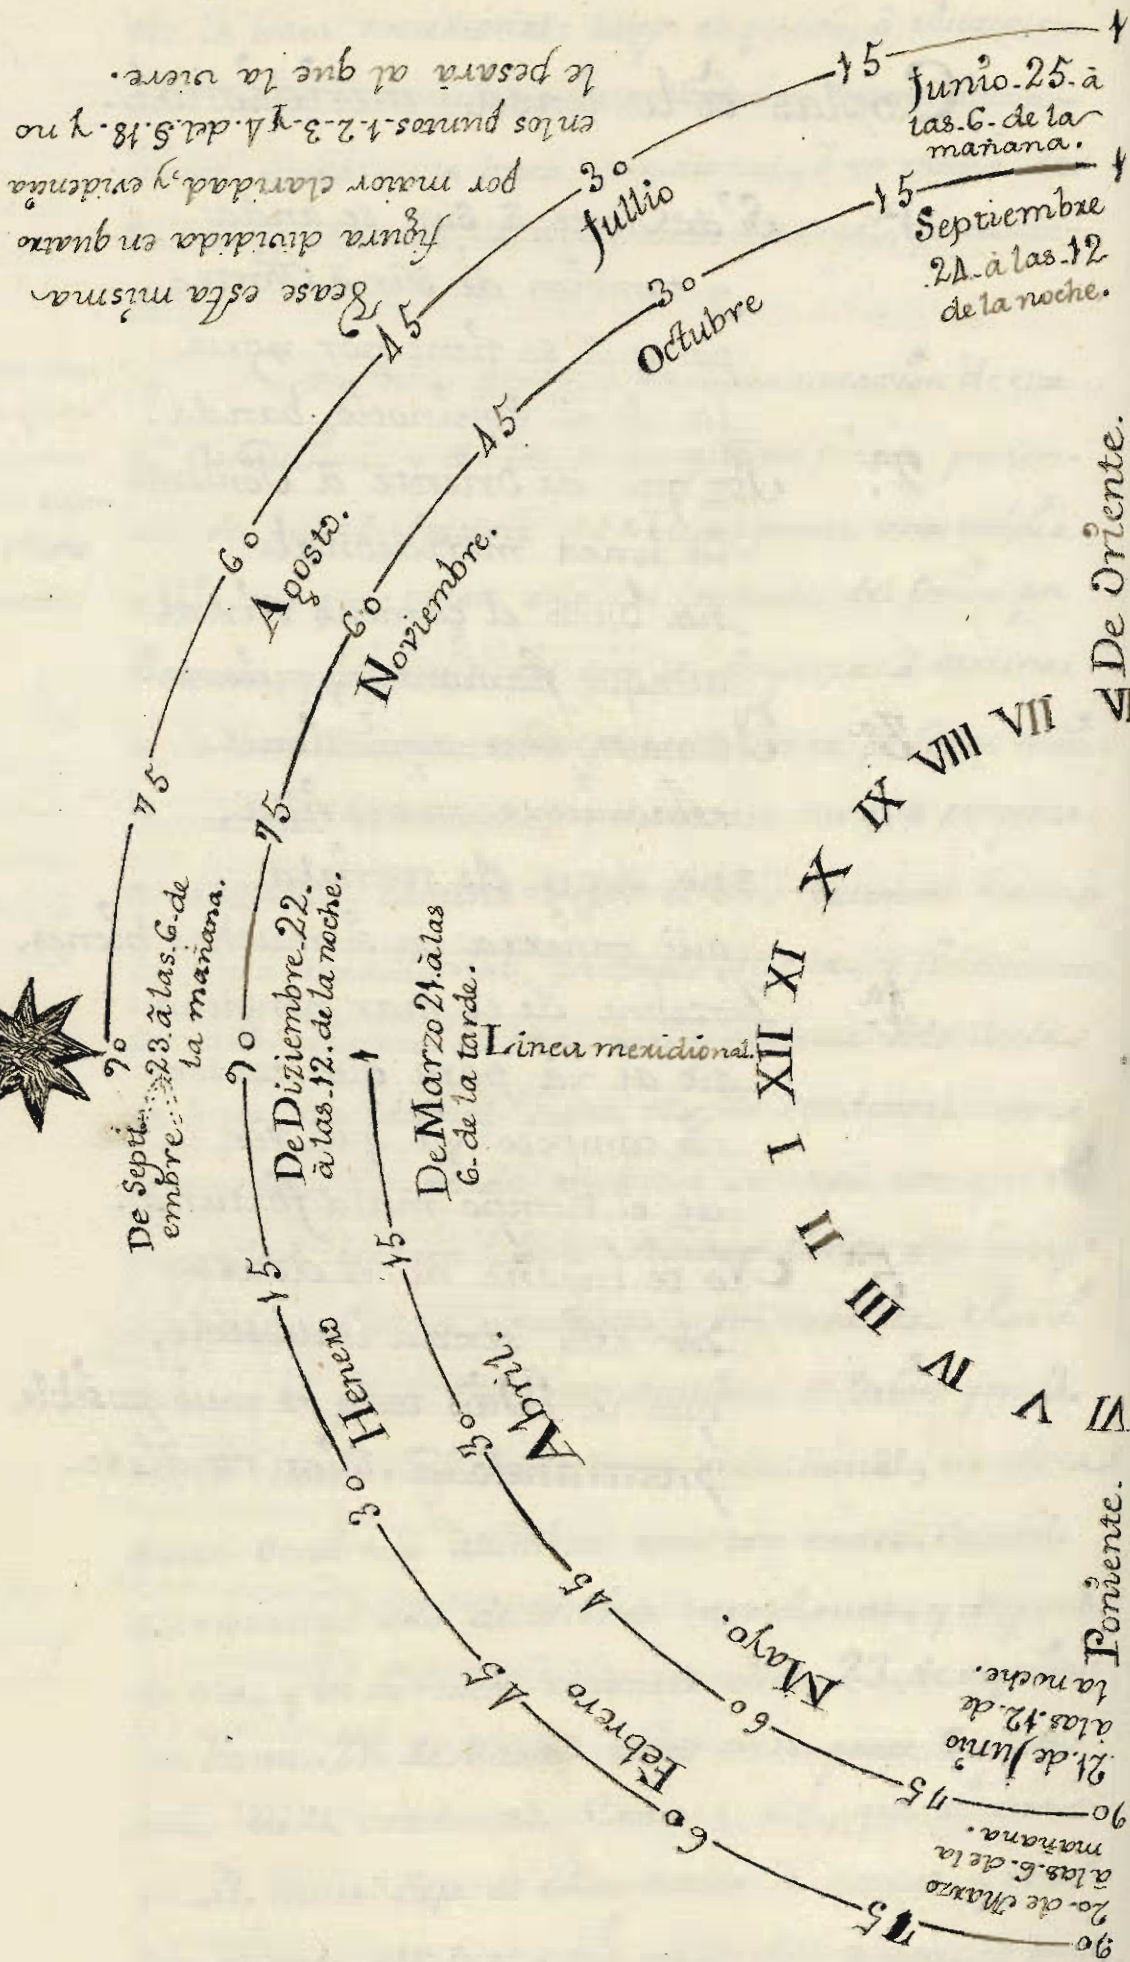 Vease esta misma
figura dividida en quatro
por maior claridad, y evidencia
en los puntos. 1. 2. 3. y 4. del §. 18. y no
le pesarà al que la viere.
1
15
30
45
60
75
90
Junio. 25. à
las. 6. de la
mañana.
Jullio
Agosto.
De Septi
embre 23. à las. 6. de
la mañana.
1
15
30
45
60
75
90
Septiembre
24. à las. 12
de la noche.
Octubre
Noviembre.
De Diziembre. 22.
à las. 12. de la noche.
15
30
45
60
75
90
Henero
Febrero
20. de Marzo
à las. 6. de la
mañana.
1
15
30
45
60
75
90
De Marzo 21. à las
6. de la tarde.
Abril.
Mayo.
21. de Junio
à las. 12. de
la noche.
Linea meridional.
De Oriente.
VI
VII
VIII
IX
X
XI
XII
I
II
III
IV
V
VI
Poniente.